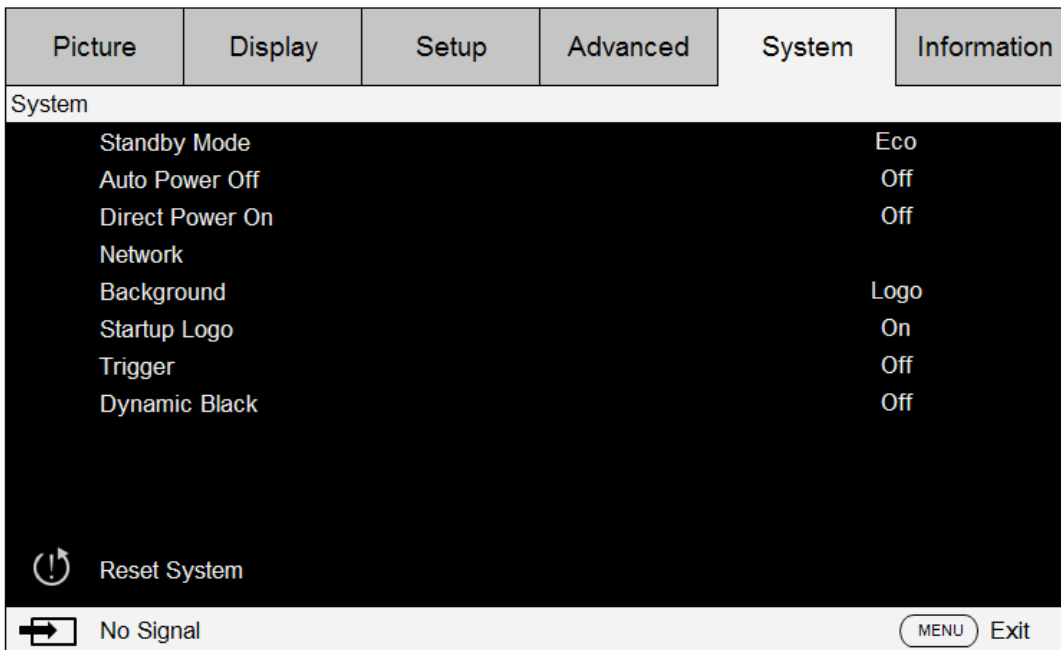 Picture Display Setup Advanced System Information
System
Standby Mode Eco
Auto Power Off Off
Direct Power On Off
Network
Background Logo
Startup Logo On
Trigger Off
Dynamic Black Off
Reset System
No Signal MENU Exit